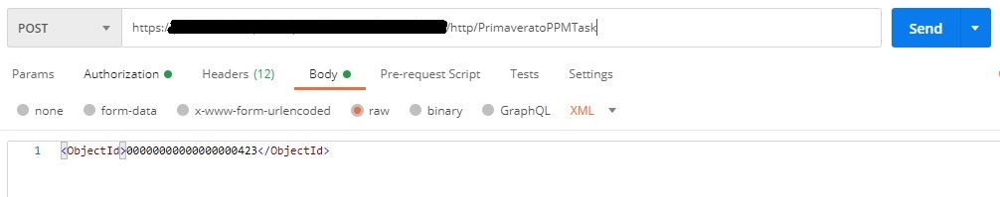 POST https:/ /http/PrimaveratoPPMTask Send
Params Authorization Headers (12) Body Pre-request Script Tests Settings
none form-data x-www-form-urlencoded raw binary GraphQL XML
1 <ObjectId>00000000000000000423</ObjectId>